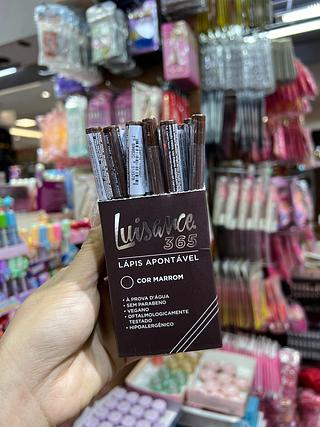 Luisance
365
LÁPIS APONTÁVEL
COR MARROM
• À PROVA D'ÁGUA
• SEM PARABENO
• VEGANO
• OFTALMOLOGICAMENTE
TESTADO
• HIPOALERGÊNICO